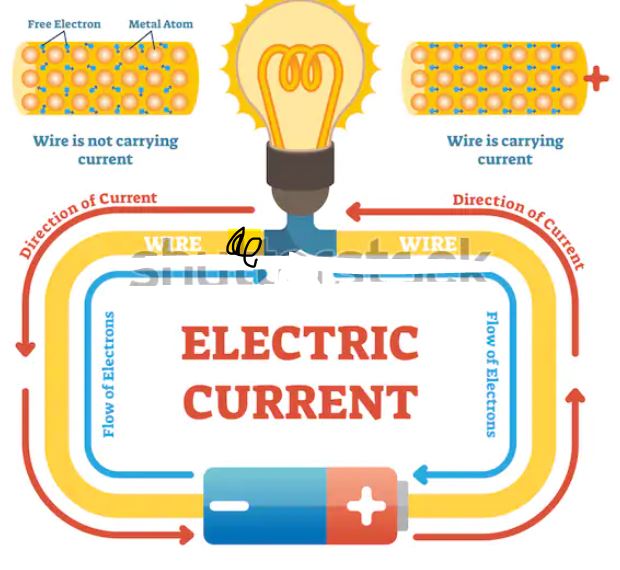 Free Electron
Metal Atom
Wire is not carrying
current
Wire is carrying
current
Direction of Current
Direction of Current
WIRE
WIRE
shutterstock
Flow of Electrons
Flow of Electrons
ELECTRIC
CURRENT